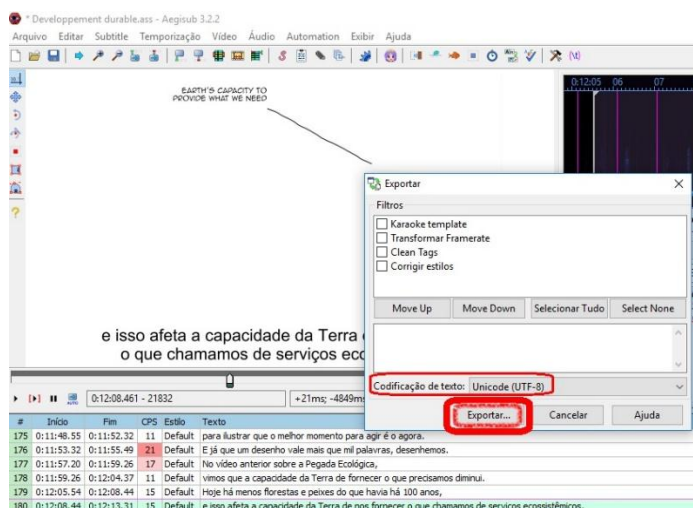 * Developpement durable.ass - Aegisub 3.2.2
Arquivo Editar Subtitle Temporização Vídeo Áudio Automation Exibir Ajuda
0:12:05 06 07
EARTH'S CAPACITY TO
PROVIDE WHAT WE NEED
Exportar
Filtros
Karaoke template
Transformar Framerate
Clean Tags
Corrigir estilos
Move Up Move Down Selecionar Tudo Select None
e isso afeta a capacidade da Terra
o que chamamos de serviços eco
Codificação de texto: Unicode (UTF-8)
Exportar... Cancelar Ajuda
0:12:08.461 - 21832 +21ms; -4849ms
# Início Fim CPS Estilo Texto
175 0:11:48.55 0:11:52.32 11 Default para ilustrar que o melhor momento para agir é o agora.
176 0:11:53.32 0:11:55.49 21 Default E já que um desenho vale mais que mil palavras, desenhemos.
177 0:11:57.20 0:11:59.26 17 Default No vídeo anterior sobre a Pegada Ecológica,
178 0:11:59.26 0:12:04.37 11 Default vimos que a capacidade da Terra de fornecer o que precisamos diminui.
179 0:12:05.54 0:12:08.44 15 Default Hoje há menos florestas e peixes do que havia há 100 anos,
180 0:12:08.44 0:12:13.31 15 Default e isso afeta a capacidade da Terra de nos fornecer o que chamamos de serviços ecossistêmicos.